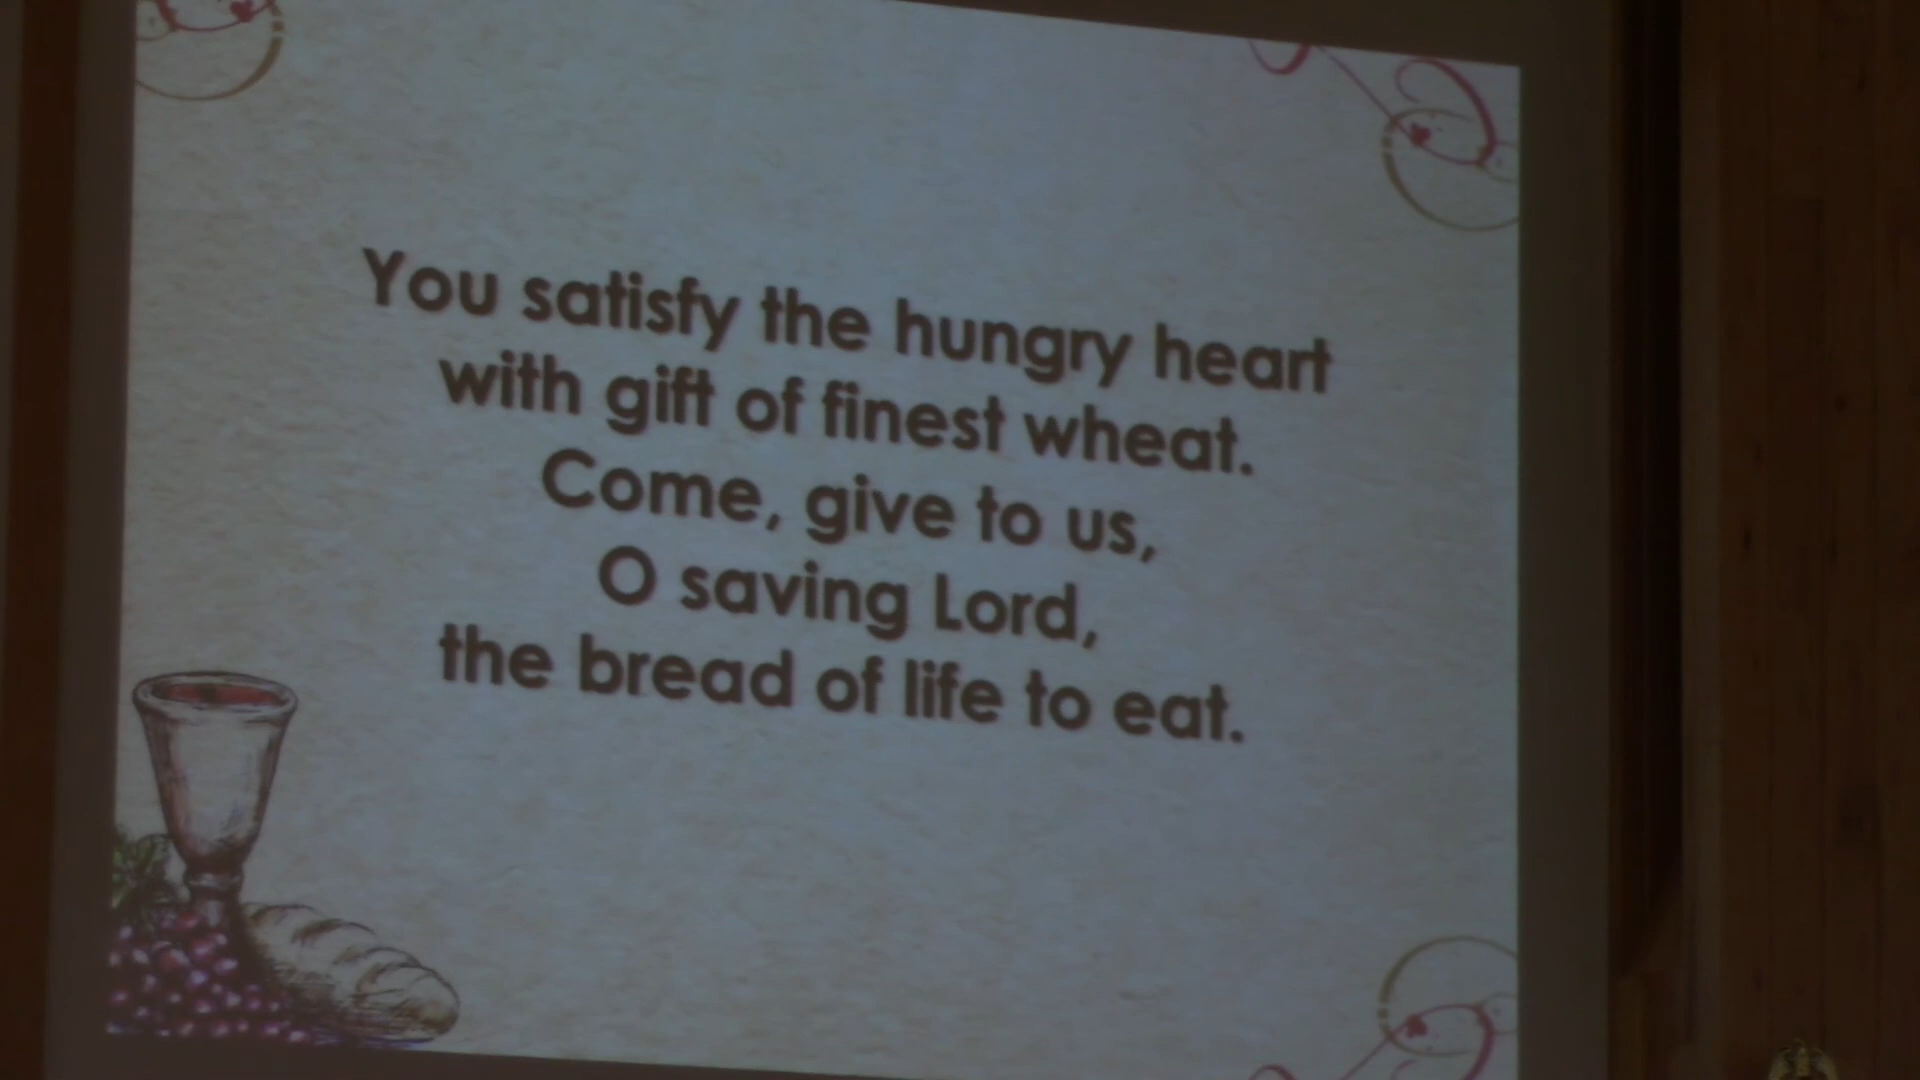 You satisfy the hungry heart
with gift of finest wheat.
Come, give to us,
O saving Lord,
the bread of life to eat.